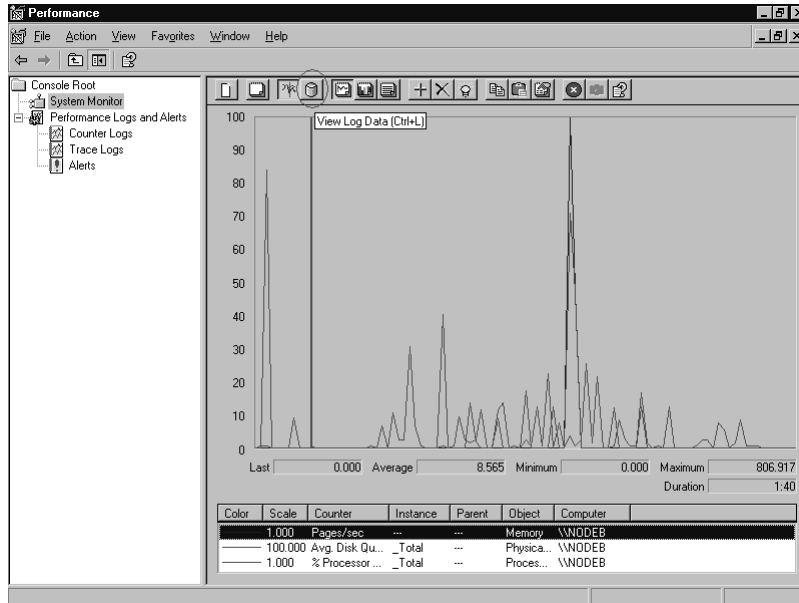 Performance
File Action View Favorites Window Help
Console Root
System Monitor
Performance Logs and Alerts
Counter Logs
Trace Logs
Alerts
View Log Data (Ctrl+L)
100
90
80
70
60
50
40
30
20
10
0
Last 0.000 Average 8.565 Minimum 0.000 Maximum 806.917
Duration 1:40
Color Scale Counter Instance Parent Object Computer
1.000 Pages/sec --- --- Memory \\NODEB
100.000 Avg. Disk Qu... _Total --- Physica... \\NODEB
1.000 % Processor ... _Total --- Proces... \\NODEB